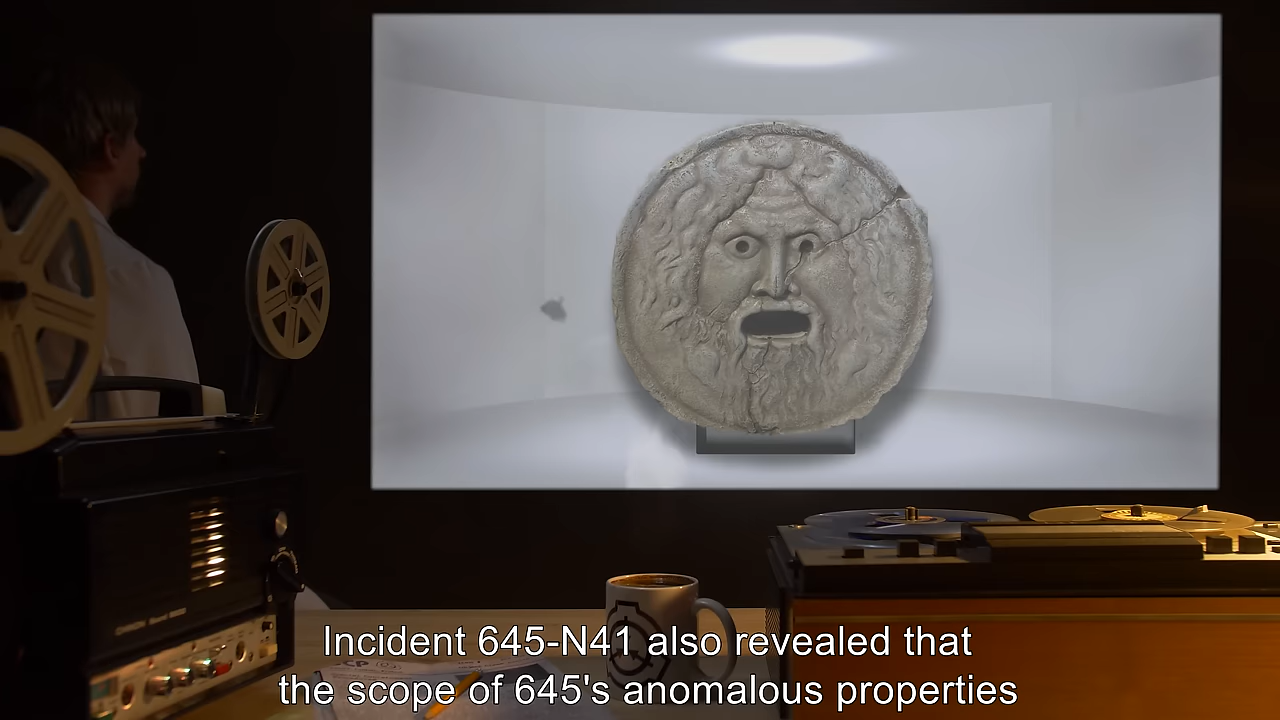 Incident 645-N41 also revealed that
the scope of 645's anomalous properties